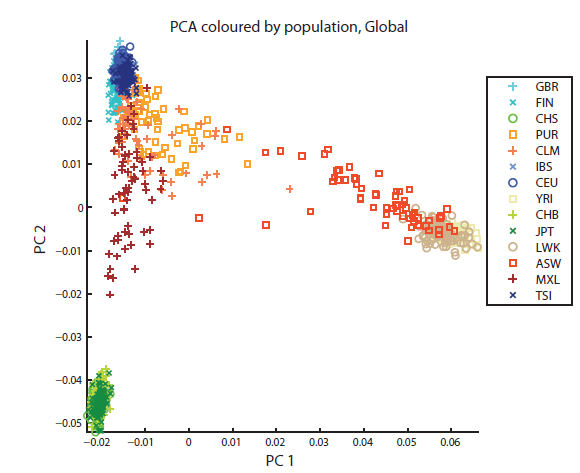 PCA coloured by population, Global
PC 2
0.03
0.02
0.01
0
−0.01
−0.02
−0.03
−0.04
−0.05
−0.02 −0.01 0 0.01 0.02 0.03 0.04 0.05 0.06
PC 1
GBR
FIN
CHS
PUR
CLM
IBS
CEU
YRI
CHB
JPT
LWK
ASW
MXL
TSI